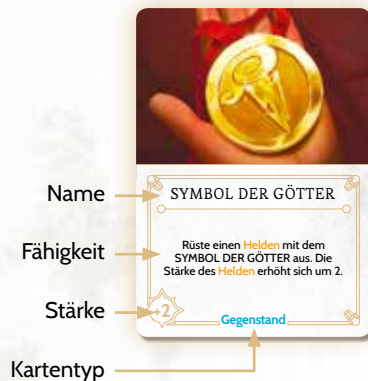 Name
SYMBOL DER GÖTTER
Fähigkeit
Rüste einen Helden mit dem
SYMBOL DER GÖTTER aus. Die
Stärke des Helden erhöht sich um 2.
Stärke
+2
Gegenstand
Kartentyp